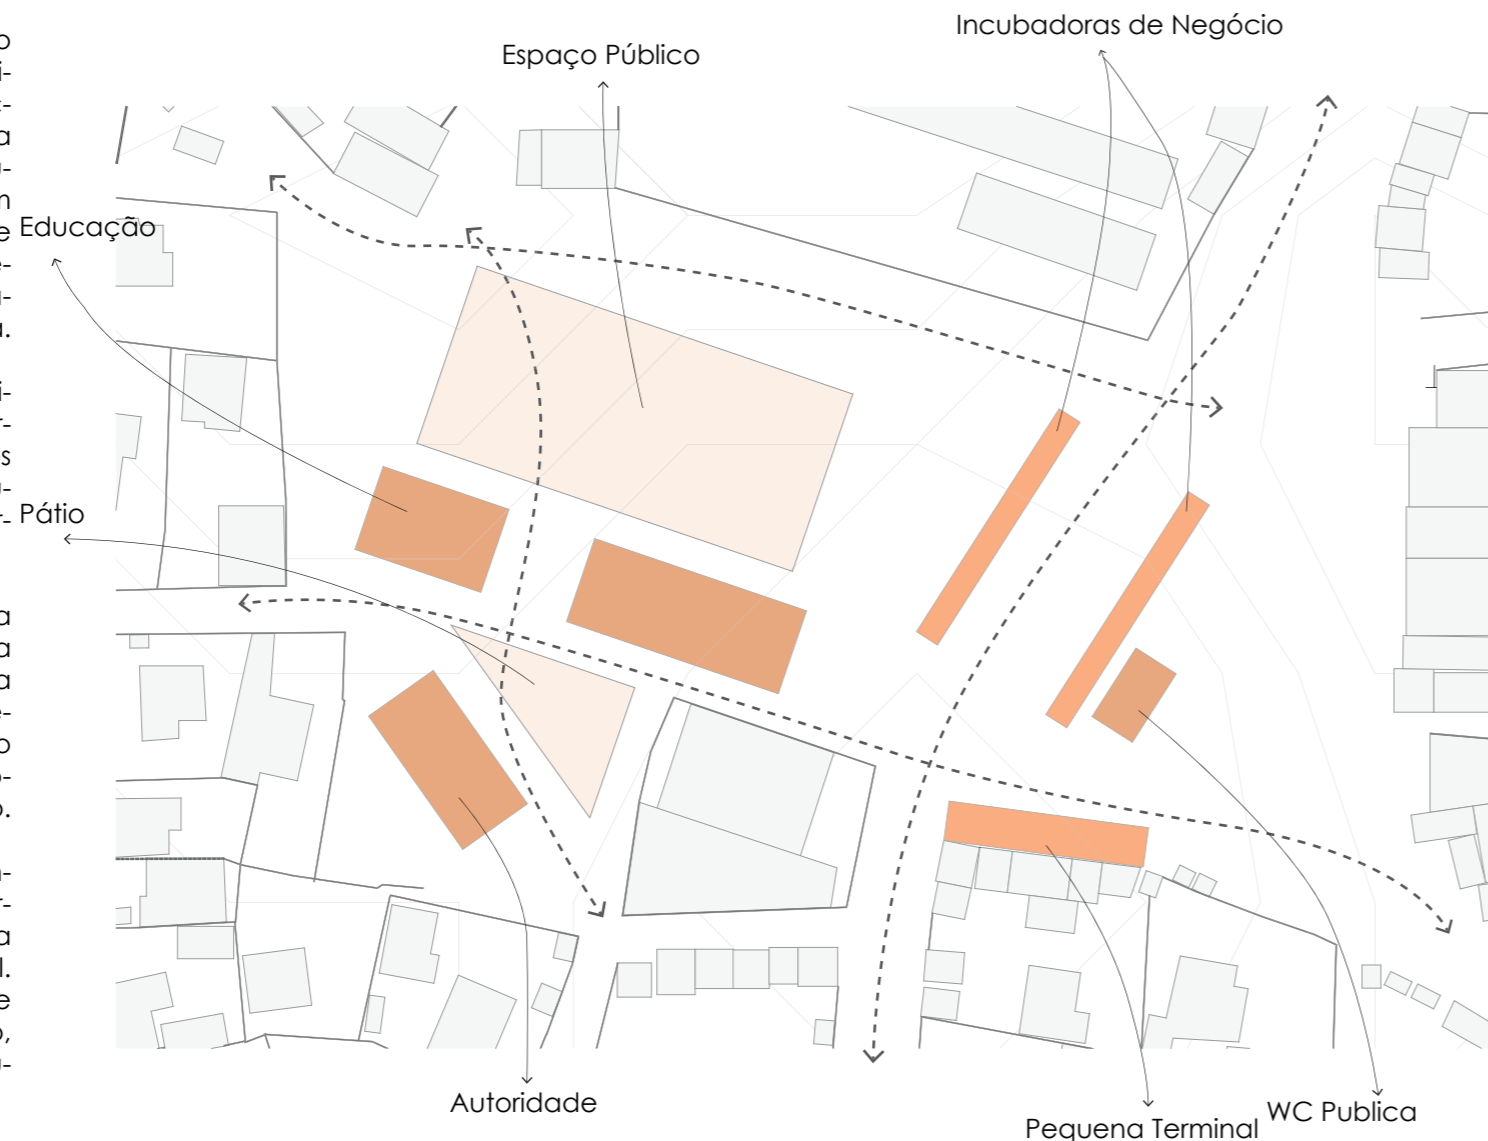 Incubadoras de Negócio
Espaço Público
Educação
Pátio
Autoridade
Pequena Terminal
WC Publica